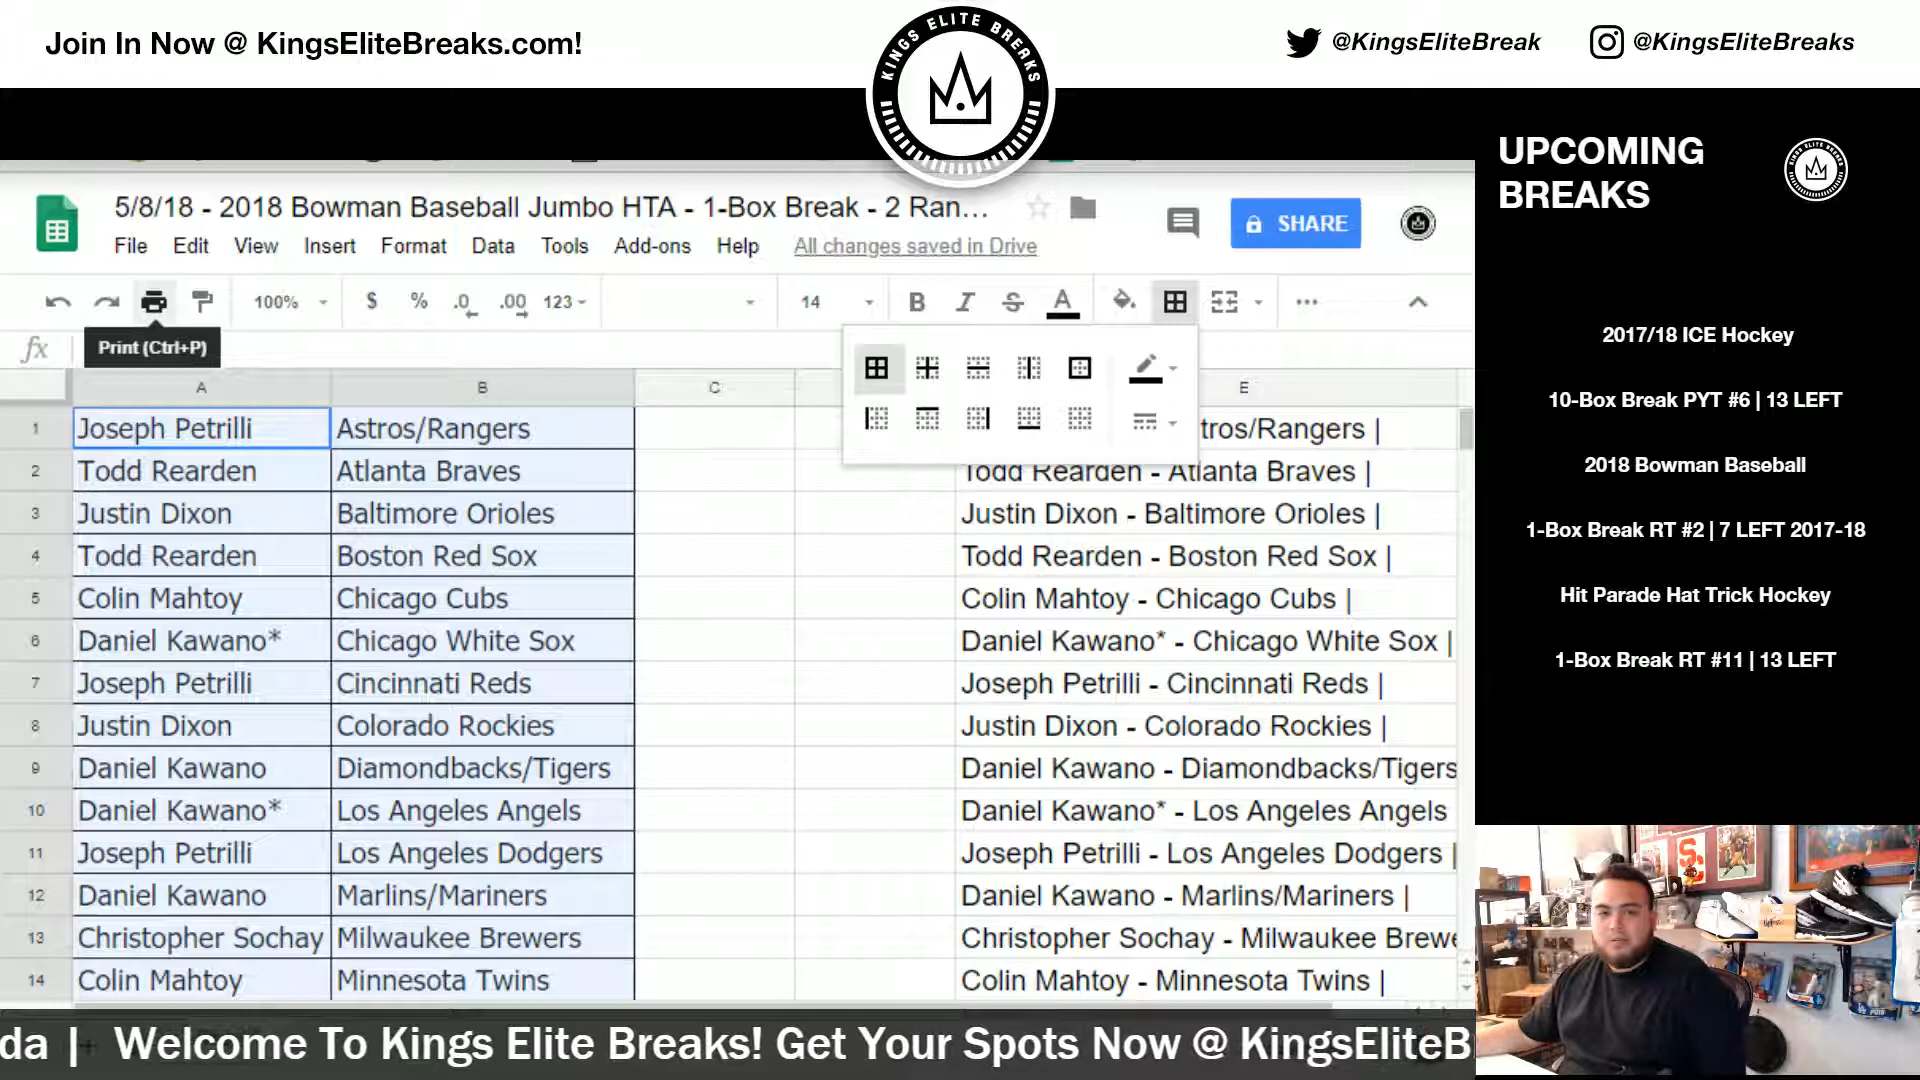 Join In Now @ KingsEliteBreaks.com!
KINGS ELITE BREAKS
@KingsEliteBreak
@KingsEliteBreaks
UPCOMING
BREAKS
2017/18 ICE Hockey
10-Box Break PYT #6 | 13 LEFT
2018 Bowman Baseball
1-Box Break RT #2 | 7 LEFT 2017-18
Hit Parade Hat Trick Hockey
1-Box Break RT #11 | 13 LEFT
5/8/18 - 2018 Bowman Baseball Jumbo HTA - 1-Box Break - 2 Ran...
SHARE
File Edit View Insert Format Data Tools Add-ons Help All changes saved in Drive
100% $ % .0 .00 123 14 B I S A ...
fx
Print (Ctrl+P)
A B C E
1 Joseph Petrilli Astros/Rangers tros/Rangers |
2 Todd Rearden Atlanta Braves Todd Rearden - Atlanta Braves |
3 Justin Dixon Baltimore Orioles Justin Dixon - Baltimore Orioles |
4 Todd Rearden Boston Red Sox Todd Rearden - Boston Red Sox |
5 Colin Mahtoy Chicago Cubs Colin Mahtoy - Chicago Cubs |
6 Daniel Kawano* Chicago White Sox Daniel Kawano* - Chicago White Sox |
7 Joseph Petrilli Cincinnati Reds Joseph Petrilli - Cincinnati Reds |
8 Justin Dixon Colorado Rockies Justin Dixon - Colorado Rockies |
9 Daniel Kawano Diamondbacks/Tigers Daniel Kawano - Diamondbacks/Tigers
10 Daniel Kawano* Los Angeles Angels Daniel Kawano* - Los Angeles Angels
11 Joseph Petrilli Los Angeles Dodgers Joseph Petrilli - Los Angeles Dodgers |
12 Daniel Kawano Marlins/Mariners Daniel Kawano - Marlins/Mariners |
13 Christopher Sochay Milwaukee Brewers Christopher Sochay - Milwaukee Brewe
14 Colin Mahtoy Minnesota Twins Colin Mahtoy - Minnesota Twins |
da | Welcome To Kings Elite Breaks! Get Your Spots Now @ KingsEliteB